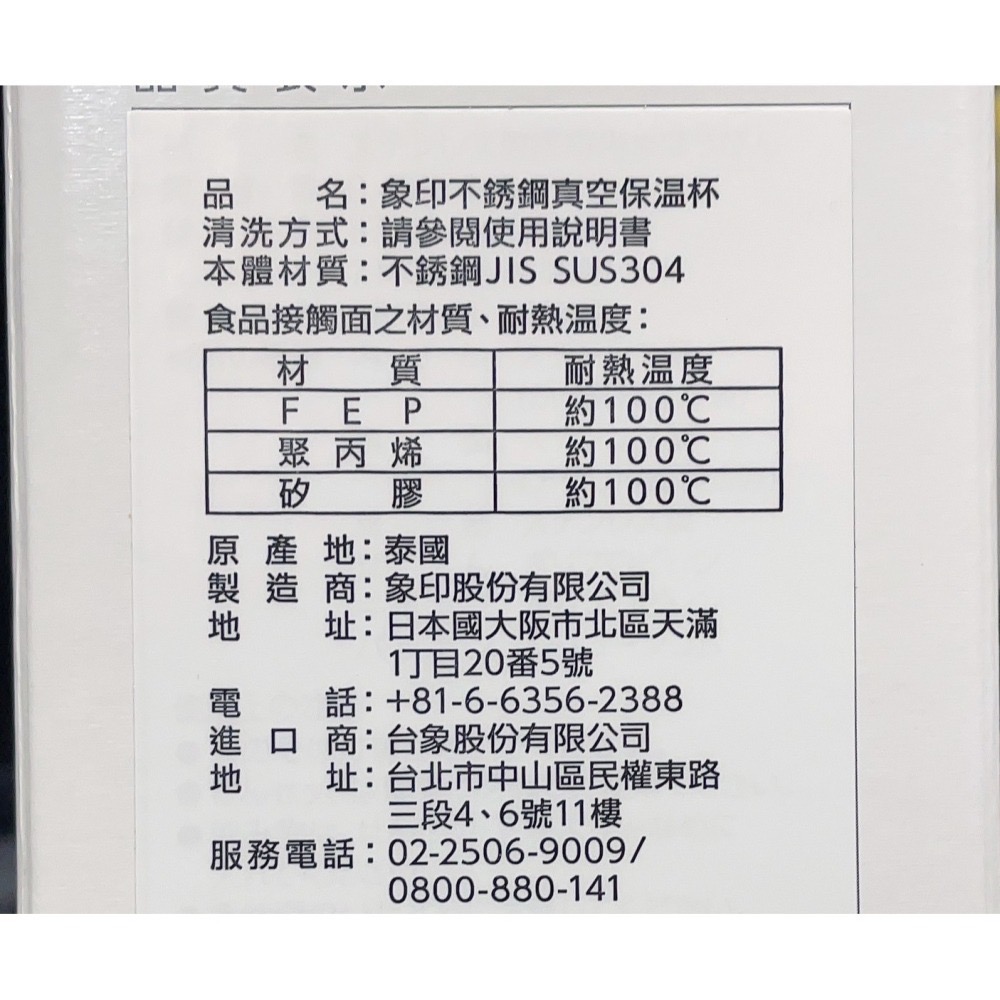 品名：象印不銹鋼真空保温杯
清洗方式：請參閱使用說明書
本體材質：不銹鋼JIS SUS304
食品接觸面之材質、耐熱温度：
材質 耐熱温度
FEP 約100℃
聚丙烯 約100℃
矽膠 約100℃
原產地：泰國
製造商：象印股份有限公司
地址：日本國大阪市北區天滿
1丁目20番5號
電話：+81-6-6356-2388
進口商：台象股份有限公司
地址：台北市中山區民權東路
三段4、6號11樓
服務電話：02-2506-9009/
0800-880-141